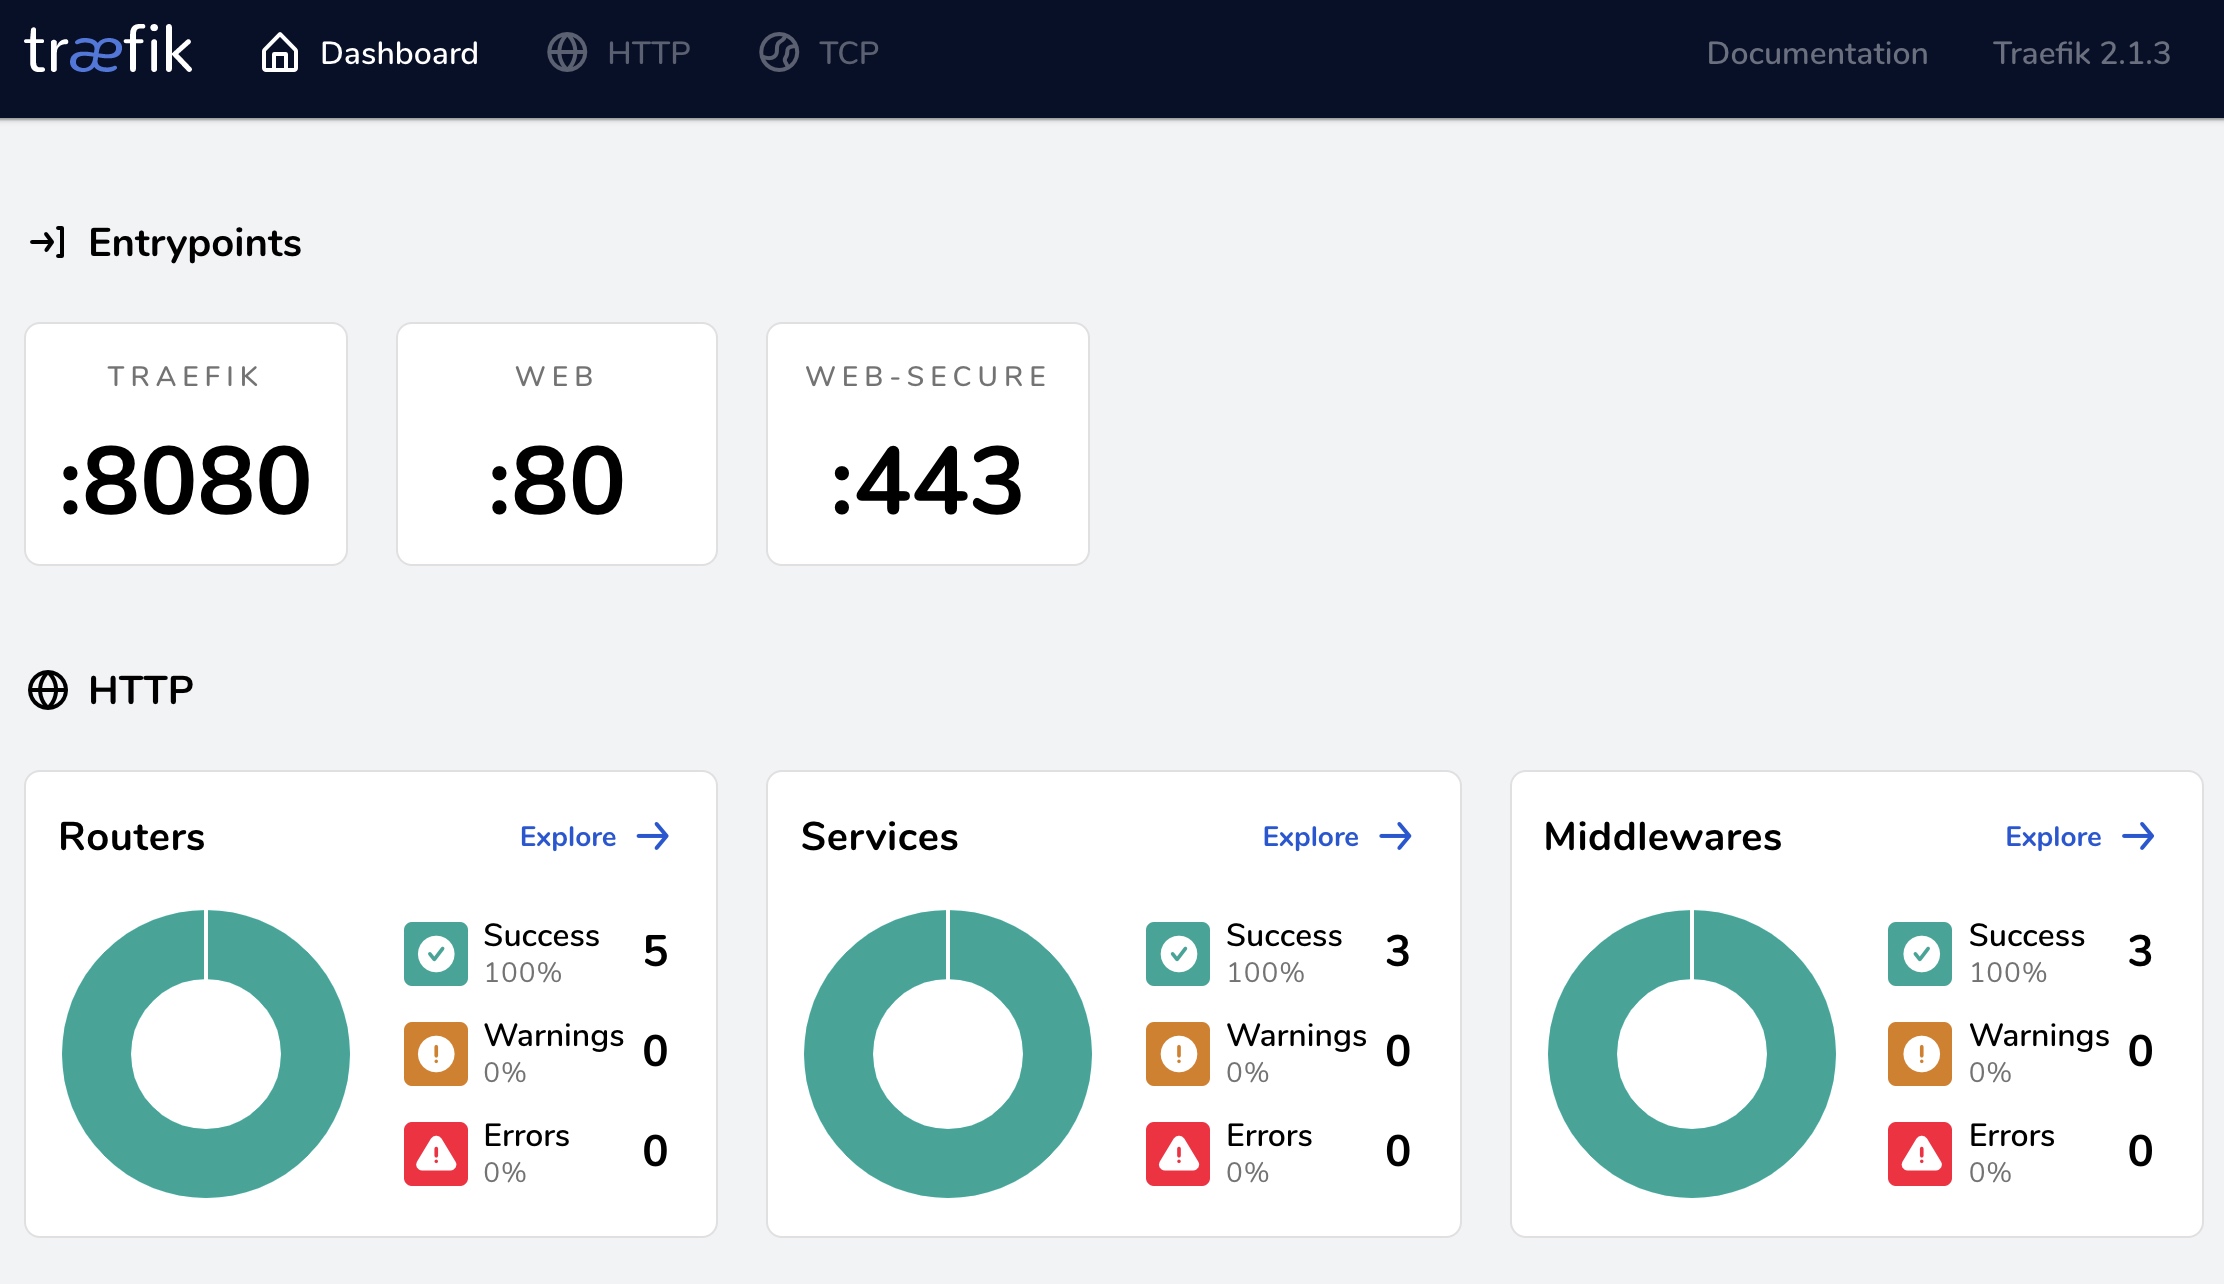 træfik Dashboard HTTP TCP Documentation Traefik 2.1.3
Entrypoints
TRAEFIK
:8080
WEB
:80
WEB-SECURE
:443
HTTP
Routers Explore
Success 5
100%
Warnings 0
0%
Errors 0
0%
Services Explore
Success 3
100%
Warnings 0
0%
Errors 0
0%
Middlewares Explore
Success 3
100%
Warnings 0
0%
Errors 0
0%